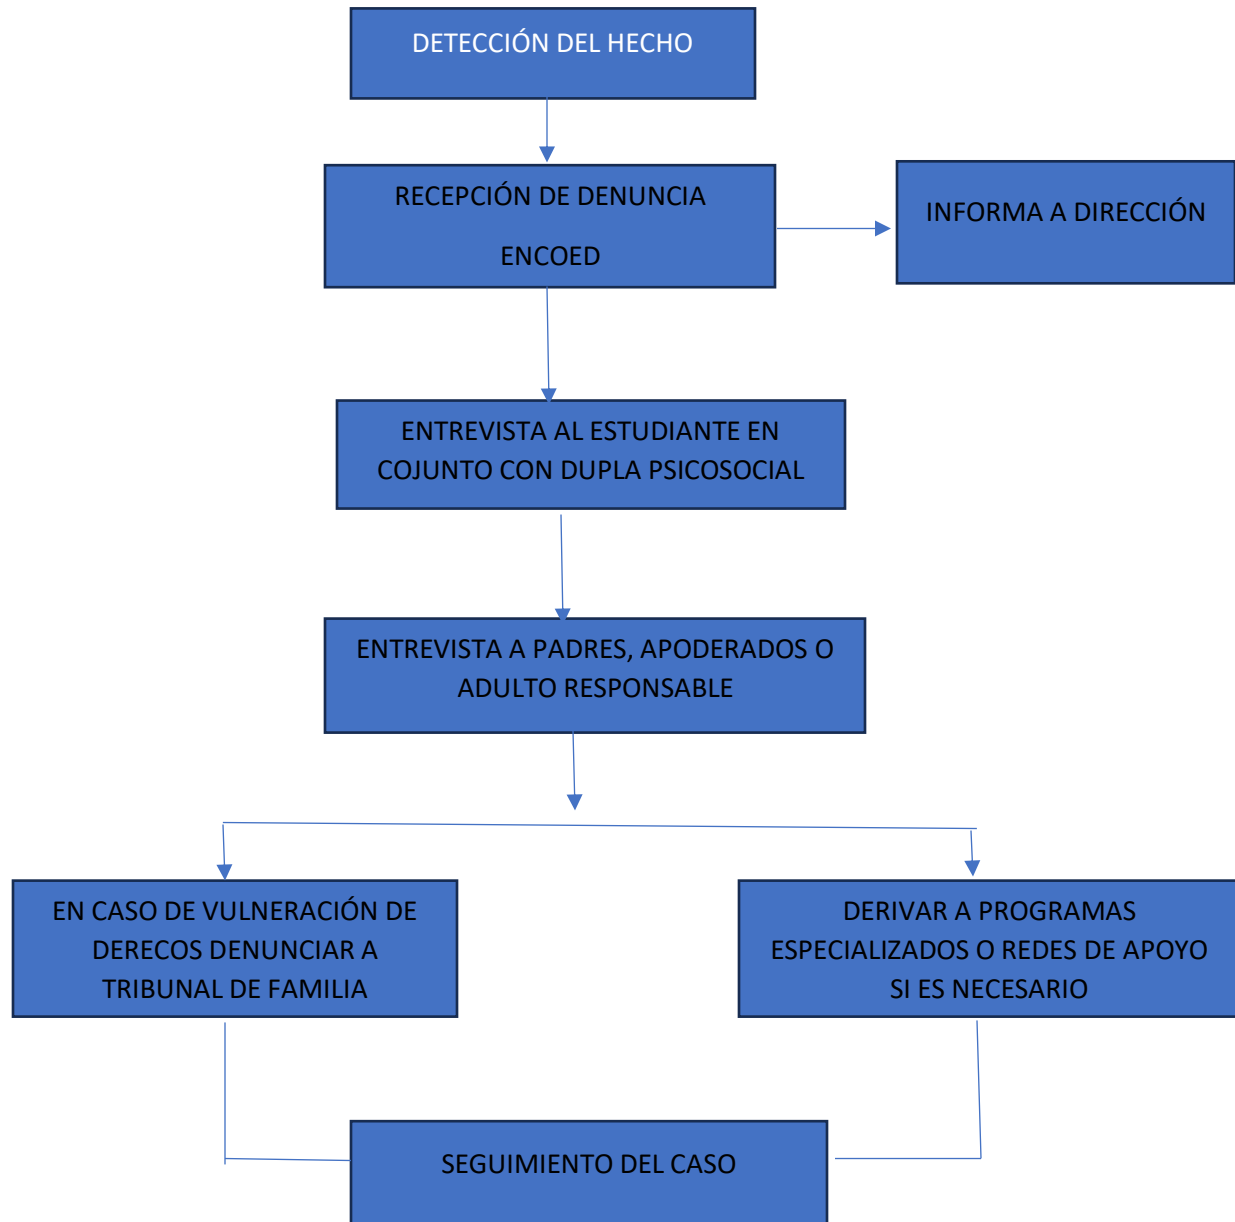 DETECCIÓN DEL HECHO
RECEPCIÓN DE DENUNCIA
ENCOED
INFORMA A DIRECCIÓN
ENTREVISTA AL ESTUDIANTE EN
COJUNTO CON DUPLA PSICOSOCIAL
ENTREVISTA A PADRES, APODERADOS O
ADULTO RESPONSABLE
EN CASO DE VULNERACIÓN DE
DERECOS DENUNCIAR A
TRIBUNAL DE FAMILIA
DERIVAR A PROGRAMAS
ESPECIALIZADOS O REDES DE APOYO
SI ES NECESARIO
SEGUIMIENTO DEL CASO